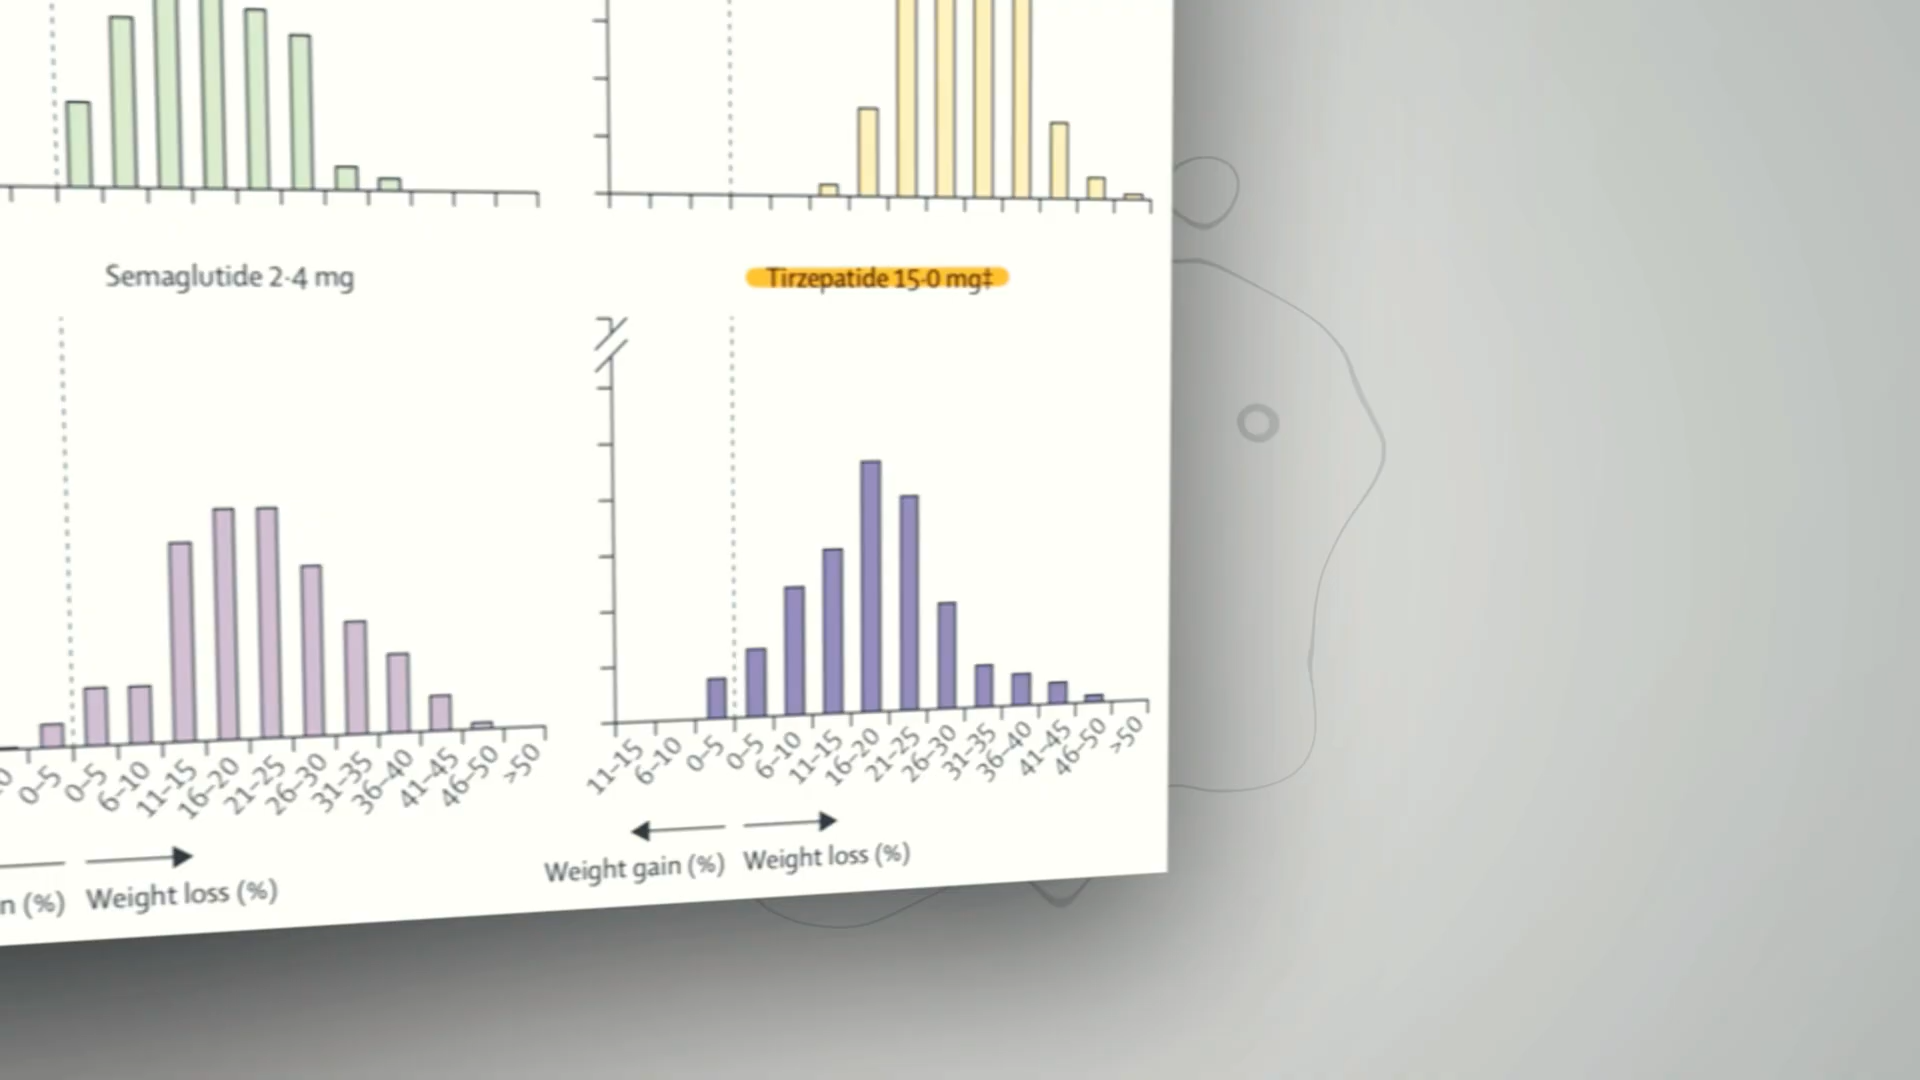 Semaglutide 2·4 mg
Tirzepatide 15·0 mg‡
0–5 0–5 6–10 11–15 16–20 21–25 26–30 31–35 36–40 41–45 46–50 >50
11–15 6–10 0–5 0–5 6–10 11–15 16–20 21–25 26–30 31–35 36–40 41–45 46–50 >50
n (%) Weight loss (%)
Weight gain (%) Weight loss (%)